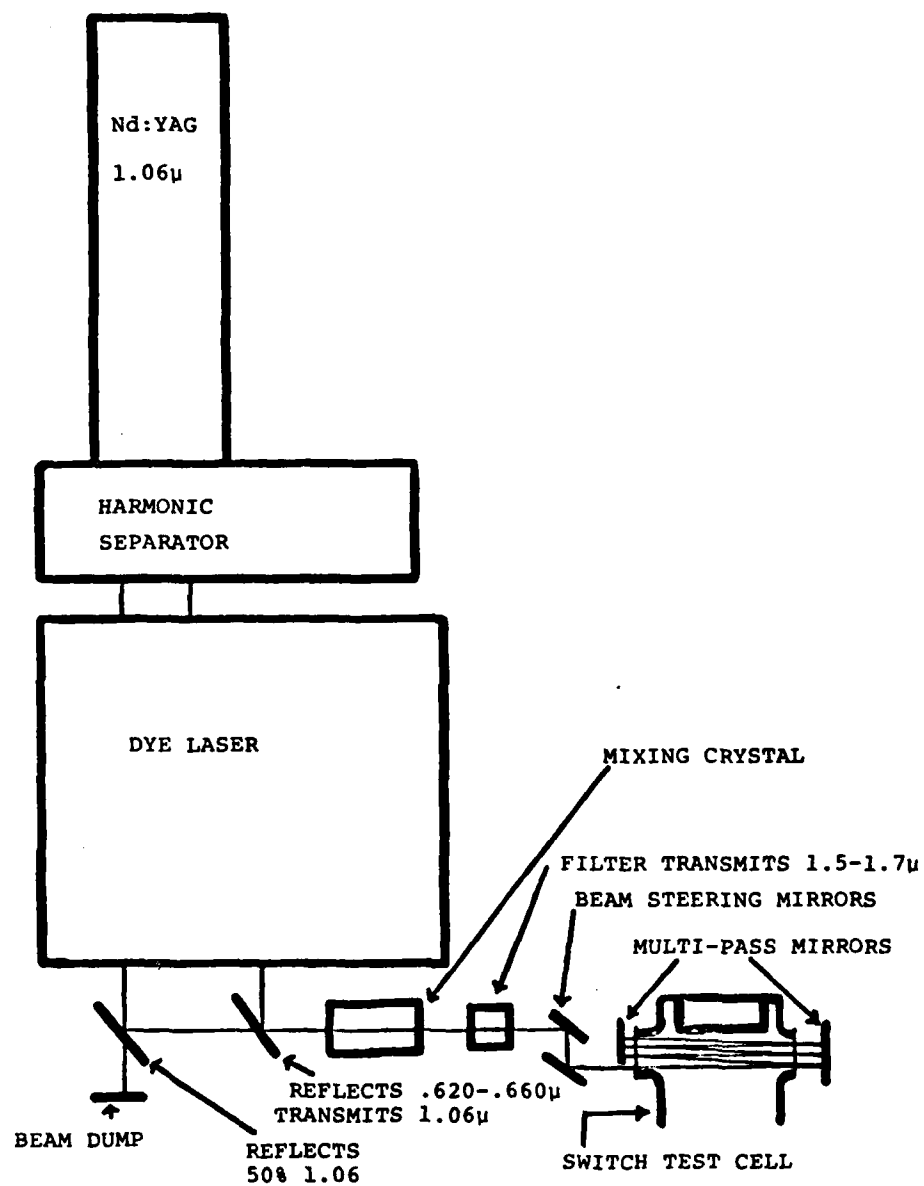 Nd:YAG
1.06µ
HARMONIC
SEPARATOR
DYE LASER
MIXING CRYSTAL
FILTER TRANSMITS 1.5-1.7µ
BEAM STEERING MIRRORS
MULTI-PASS MIRRORS
REFLECTS .620-.660µ
TRANSMITS 1.06µ
BEAM DUMP
REFLECTS
50% 1.06
SWITCH TEST CELL